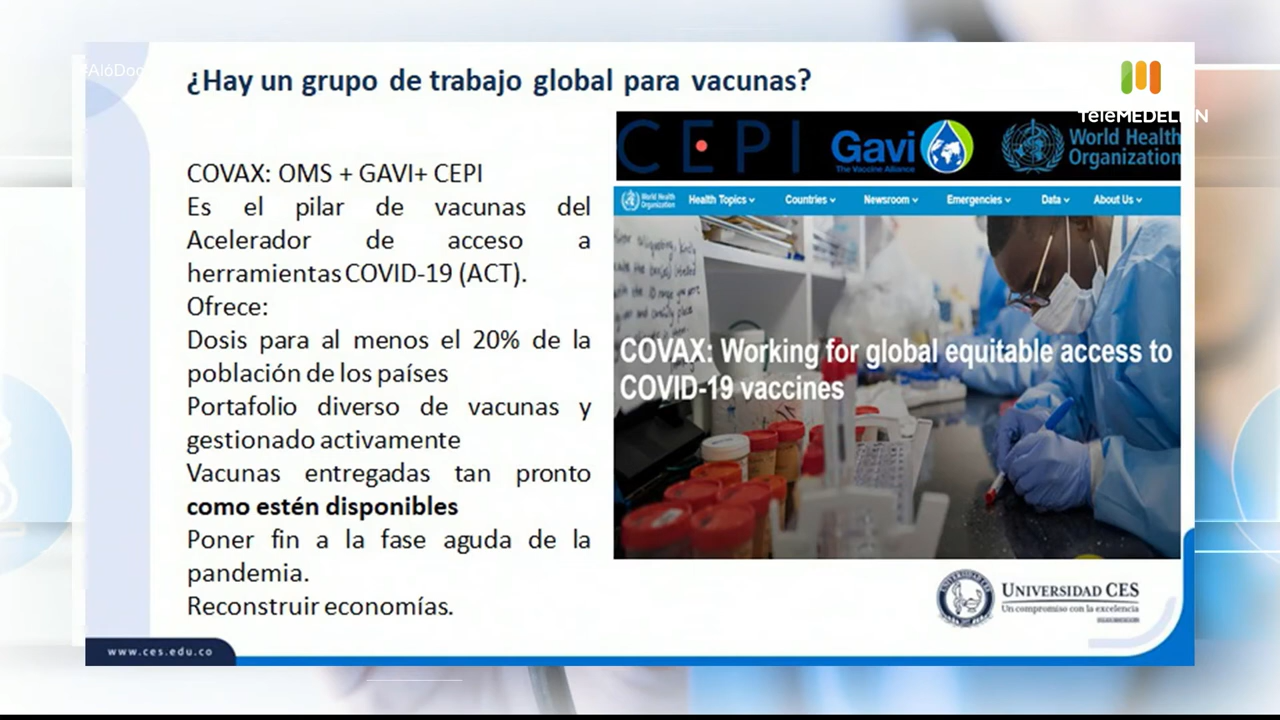 ¿Hay un grupo de trabajo global para vacunas?
TeleMEDELLÍN
COVAX: OMS + GAVI+ CEPI
Es el pilar de vacunas del
Acelerador de acceso a
herramientas COVID-19 (ACT).
Ofrece:
Dosis para al menos el 20% de la
población de los países
Portafolio diverso de vacunas y
gestionado activamente
Vacunas entregadas tan pronto
como estén disponibles
Poner fin a la fase aguda de la
pandemia.
Reconstruir economías.
CEPI
Gavi
The Vaccine Alliance
World Health
Organization
World Health
Organization
Health Topics
Countries
Newsroom
Emergencies
Data
About Us
COVAX: Working for global equitable access to
COVID-19 vaccines
UNIVERSIDAD CES
Un compromiso con la excelencia
www.ces.edu.co